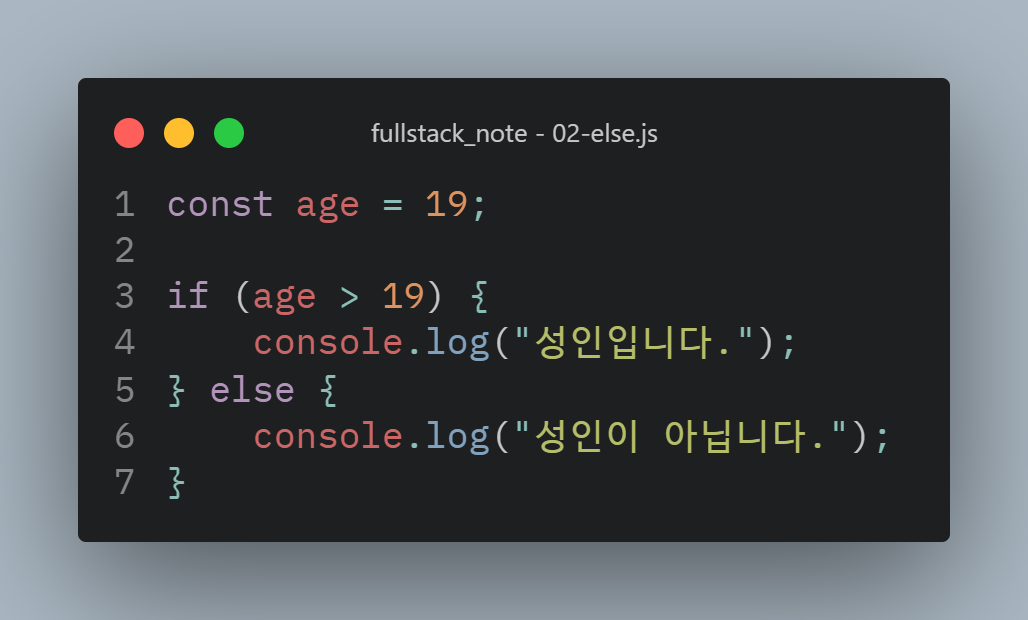 fullstack_note - 02-else.js
1 const age = 19;
2
3 if (age > 19) {
4     console.log("성인입니다.");
5 } else {
6     console.log("성인이 아닙니다.");
7 }